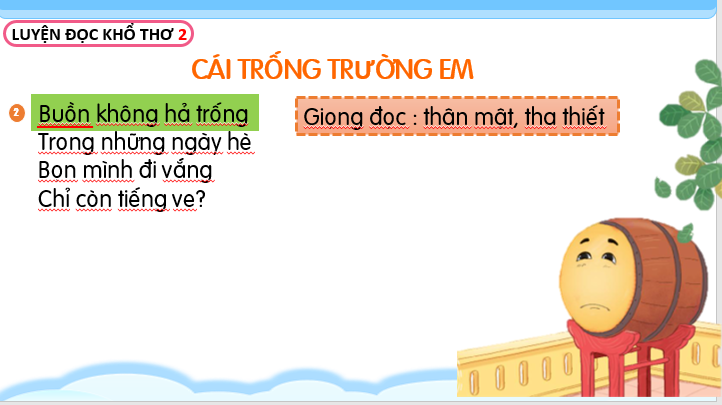 LUYỆN ĐỌC KHỔ THƠ 2
CÁI TRỐNG TRƯỜNG EM
2
Buồn không hả trống
Trong những ngày hè
Bọn mình đi vắng
Chỉ còn tiếng ve?
Giọng đọc : thân mật, tha thiết